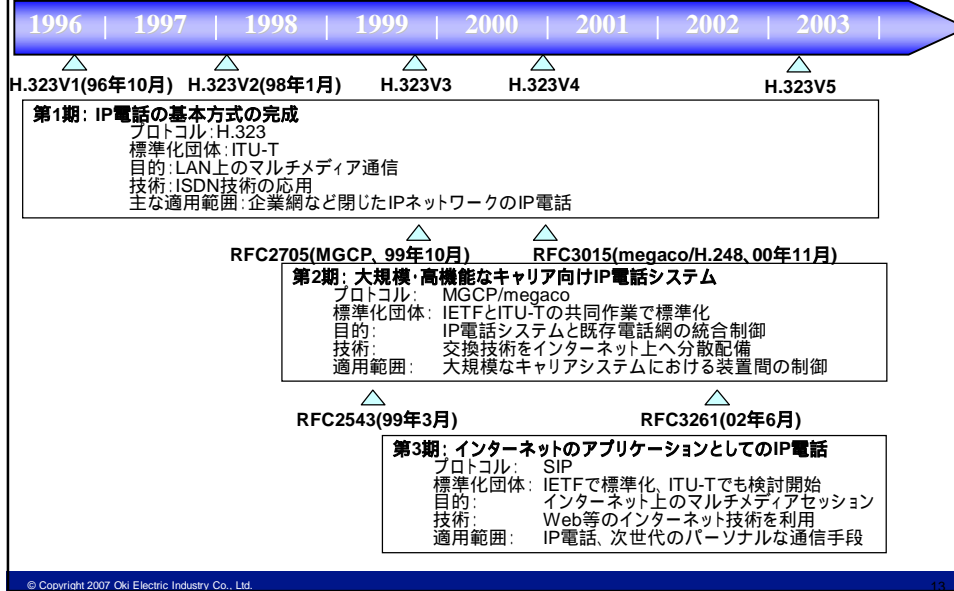 1996 | 1997 | 1998 | 1999 | 2000 | 2001 | 2002 | 2003 |
H.323V1(96年10月) H.323V2(98年1月) H.323V3 H.323V4 H.323V5
第1期: IP電話の基本方式の完成
プロトコル:H.323
標準化団体:ITU-T
目的:LAN上のマルチメディア通信
技術:ISDN技術の応用
主な適用範囲:企業網など閉じたIPネットワークのIP電話
RFC2705(MGCP、99年10月) RFC3015(megaco/H.248、00年11月)
第2期: 大規模・高機能なキャリア向けIP電話システム
プロトコル: MGCP/megaco
標準化団体: IETFとITU-Tの共同作業で標準化
目的: IP電話システムと既存電話網の統合制御
技術: 交換技術をインターネット上へ分散配備
適用範囲: 大規模なキャリアシステムにおける装置間の制御
RFC2543(99年3月) RFC3261(02年6月)
第3期: インターネットのアプリケーションとしてのIP電話
プロトコル: SIP
標準化団体: IETFで標準化、ITU-Tでも検討開始
目的: インターネット上のマルチメディアセッション
技術: Web等のインターネット技術を利用
適用範囲: IP電話、次世代のパーソナルな通信手段
© Copyright 2007 Oki Electric Industry Co., Ltd. 13